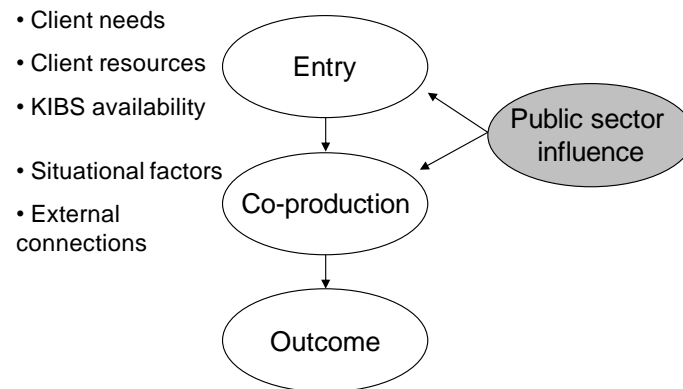 • Client needs
• Client resources
• KIBS availability
• Situational factors
• External
connections
Entry
Co-production
Outcome
Public sector
influence